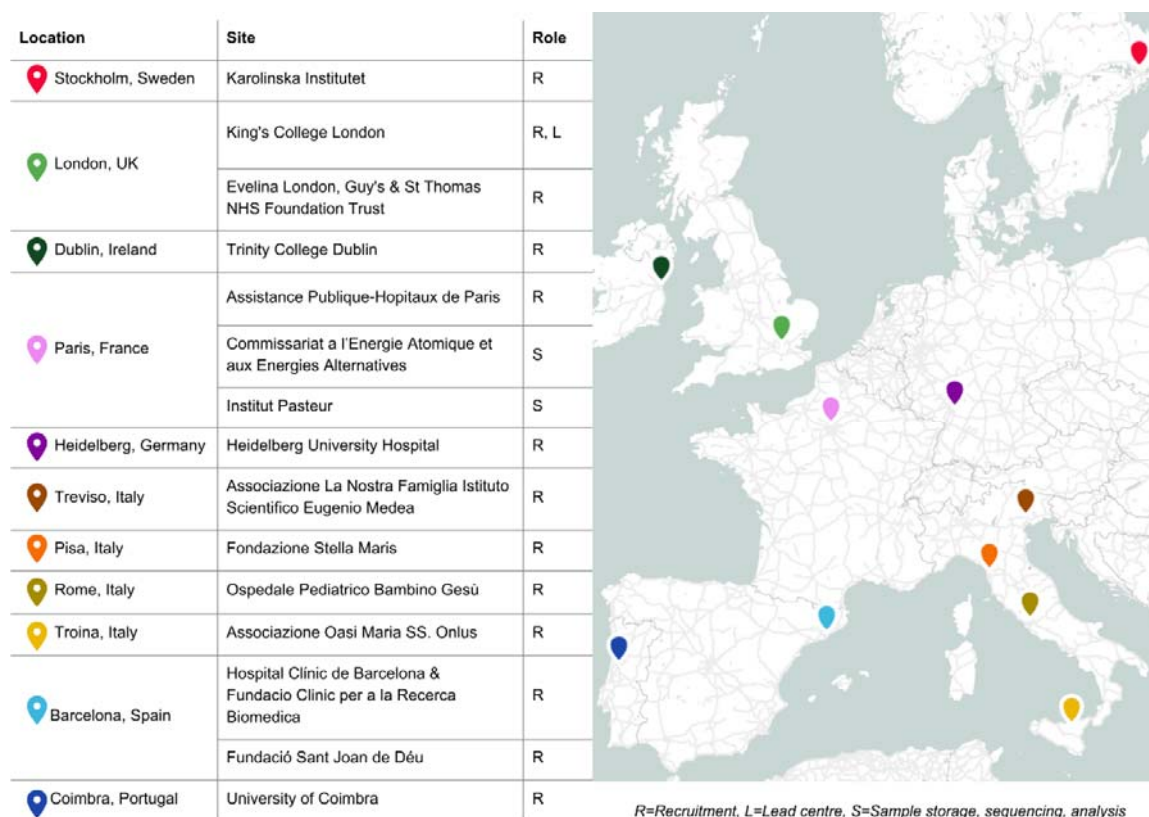 Location Site Role
Stockholm, Sweden Karolinska Institutet R
London, UK
King's College London R, L
Evelina London, Guy's & St Thomas
NHS Foundation Trust
R
Dublin, Ireland Trinity College Dublin R
Paris, France
Assistance Publique-Hopitaux de Paris R
Commissariat a l'Energie Atomique et
aux Energies Alternatives
S
Institut Pasteur S
Heidelberg, Germany Heidelberg University Hospital R
Treviso, Italy
Associazione La Nostra Famiglia Istituto
Scientifico Eugenio Medea
R
Pisa, Italy Fondazione Stella Maris R
Rome, Italy Ospedale Pediatrico Bambino Gesù R
Troina, Italy Associazione Oasi Maria SS. Onlus R
Barcelona, Spain
Hospital Clínic de Barcelona &
Fundacio Clinic per a la Recerca
Biomedica
R
Fundació Sant Joan de Déu R
Coimbra, Portugal University of Coimbra R
R=Recruitment, L=Lead centre, S=Sample storage, sequencing, analysis